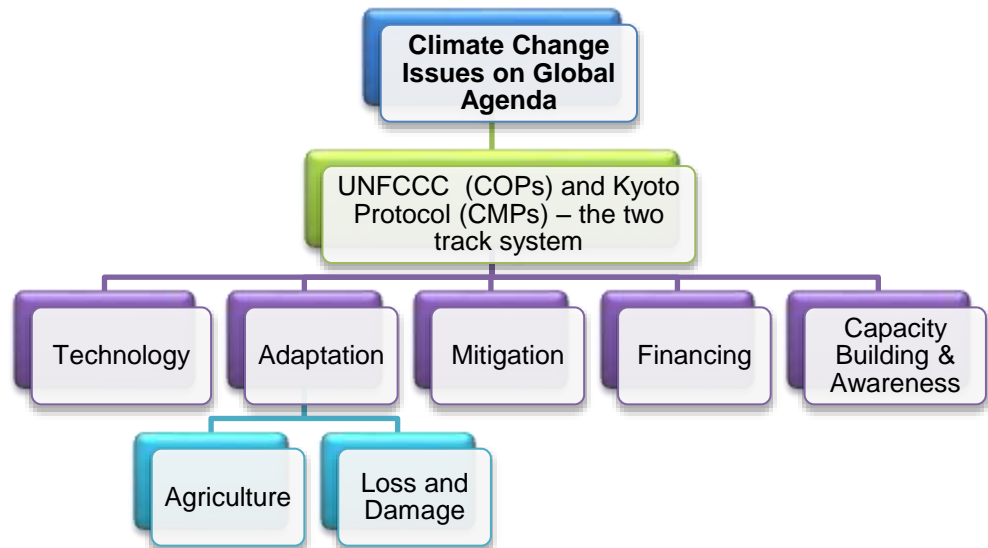 Climate Change
Issues on Global
Agenda
UNFCCC (COPs) and Kyoto
Protocol (CMPs) – the two
track system
Technology
Adaptation
Mitigation
Financing
Capacity
Building &
Awareness
Agriculture
Loss and
Damage